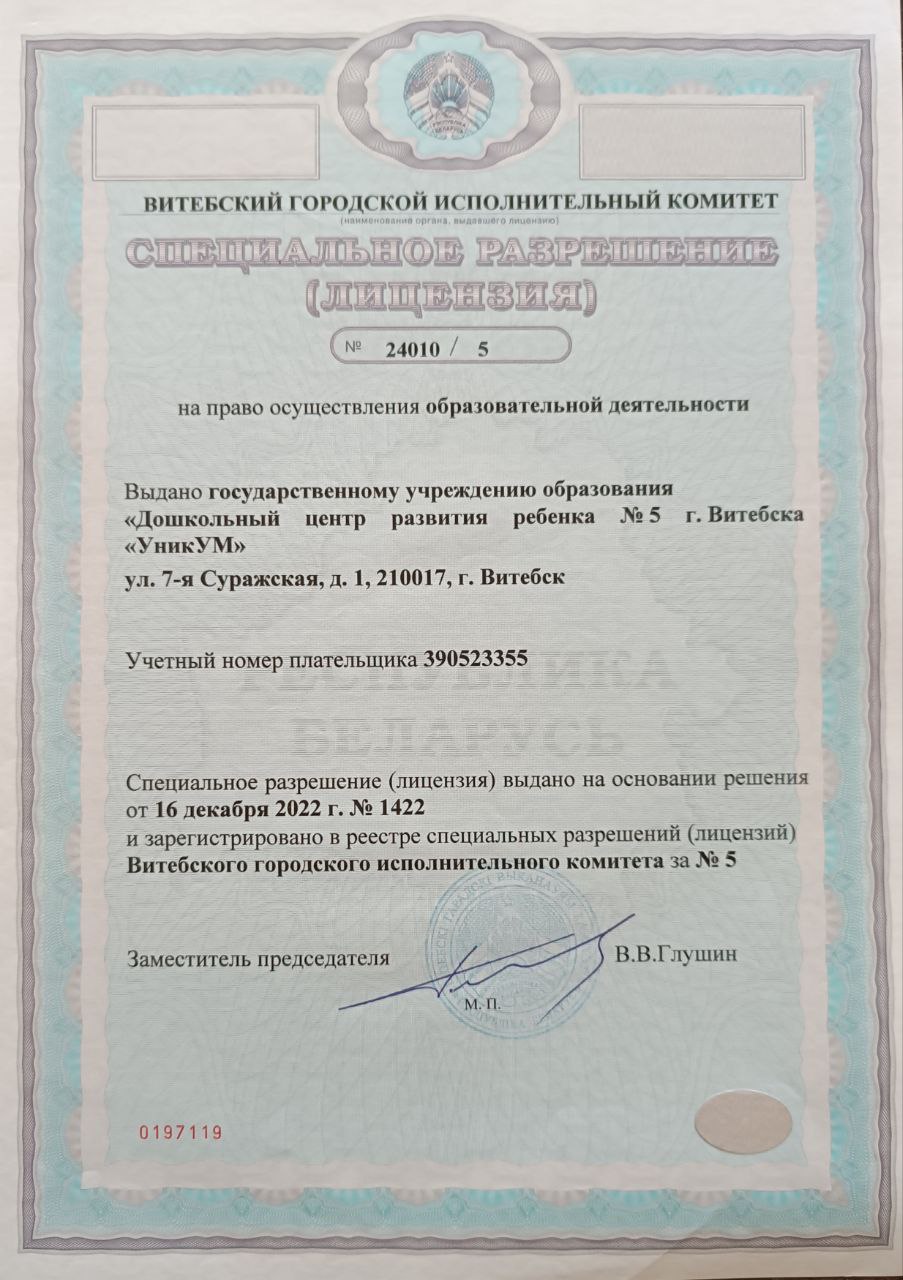 РЭСПУБЛІКА
БЕЛАРУСЬ
ВИТЕБСКИЙ ГОРОДСКОЙ ИСПОЛНИТЕЛЬНЫЙ КОМИТЕТ
(наименование органа, выдавшего лицензию)
СПЕЦИАЛЬНОЕ РАЗРЕШЕНИЕ
(ЛИЦЕНЗИЯ)
№ 24010 / 5
на право осуществления образовательной деятельности
Выдано государственному учреждению образования
«Дошкольный центр развития ребенка № 5 г. Витебска
«УникУМ»
ул. 7-я Суражская, д. 1, 210017, г. Витебск
Учетный номер плательщика 390523355
РЕСПУБЛИКА
БЕЛАРУСЬ
Специальное разрешение (лицензия) выдано на основании решения
от 16 декабря 2022 г. № 1422
и зарегистрировано в реестре специальных разрешений (лицензий)
Витебского городского исполнительного комитета за № 5
Заместитель председателя В.В.Глушин
М. П.
0197119